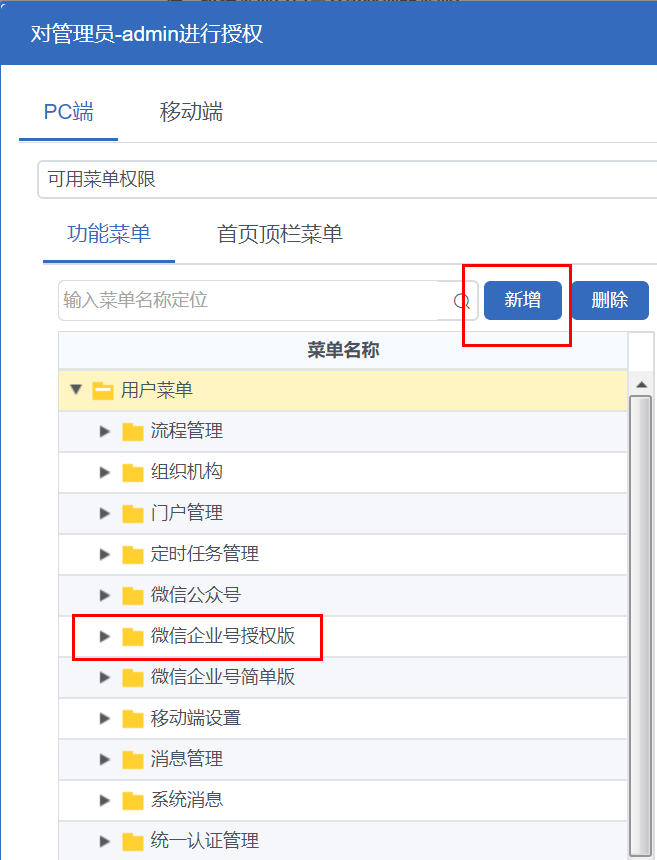 对管理员-admin进行授权
PC端 移动端
可用菜单权限
功能菜单 首页顶栏菜单
输入菜单名称定位 新增 删除
菜单名称
用户菜单
流程管理
组织机构
门户管理
定时任务管理
微信公众号
微信企业号授权版
微信企业号简单版
移动端设置
消息管理
系统消息
统一认证管理